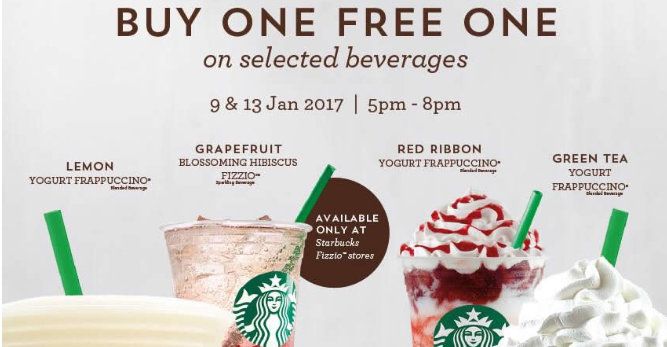 BUY ONE FREE ONE
on selected beverages
9 & 13 Jan 2017 | 5pm - 8pm
LEMON
YOGURT FRAPPUCCINO®
Blended Beverage
GRAPEFRUIT
BLOSSOMING HIBISCUS
FIZZIO™
Sparkling Beverage
RED RIBBON
YOGURT FRAPPUCCINO®
Blended Beverage
GREEN TEA
YOGURT
FRAPPUCCINO®
Blended Beverage
AVAILABLE
ONLY AT
Starbucks
Fizzio™ stores